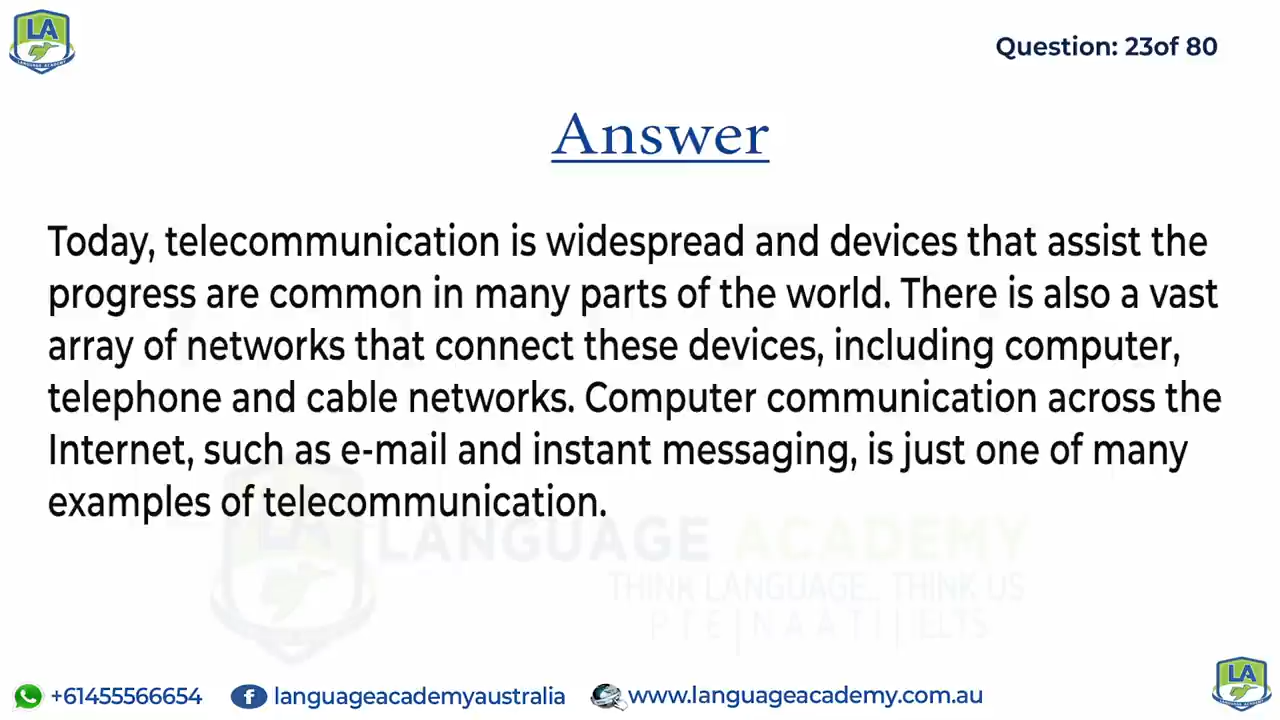 LA
LANGUAGE ACADEMY
Question: 23of 80
Answer
Today, telecommunication is widespread and devices that assist the
progress are common in many parts of the world. There is also a vast
array of networks that connect these devices, including computer,
telephone and cable networks. Computer communication across the
Internet, such as e-mail and instant messaging, is just one of many
examples of telecommunication.
LA
LANGUAGE ACADEMY
THINK LANGUAGE, THINK US
PTE | NAATI | IELTS
+61455566654
languageacademyaustralia
www.languageacademy.com.au
LA